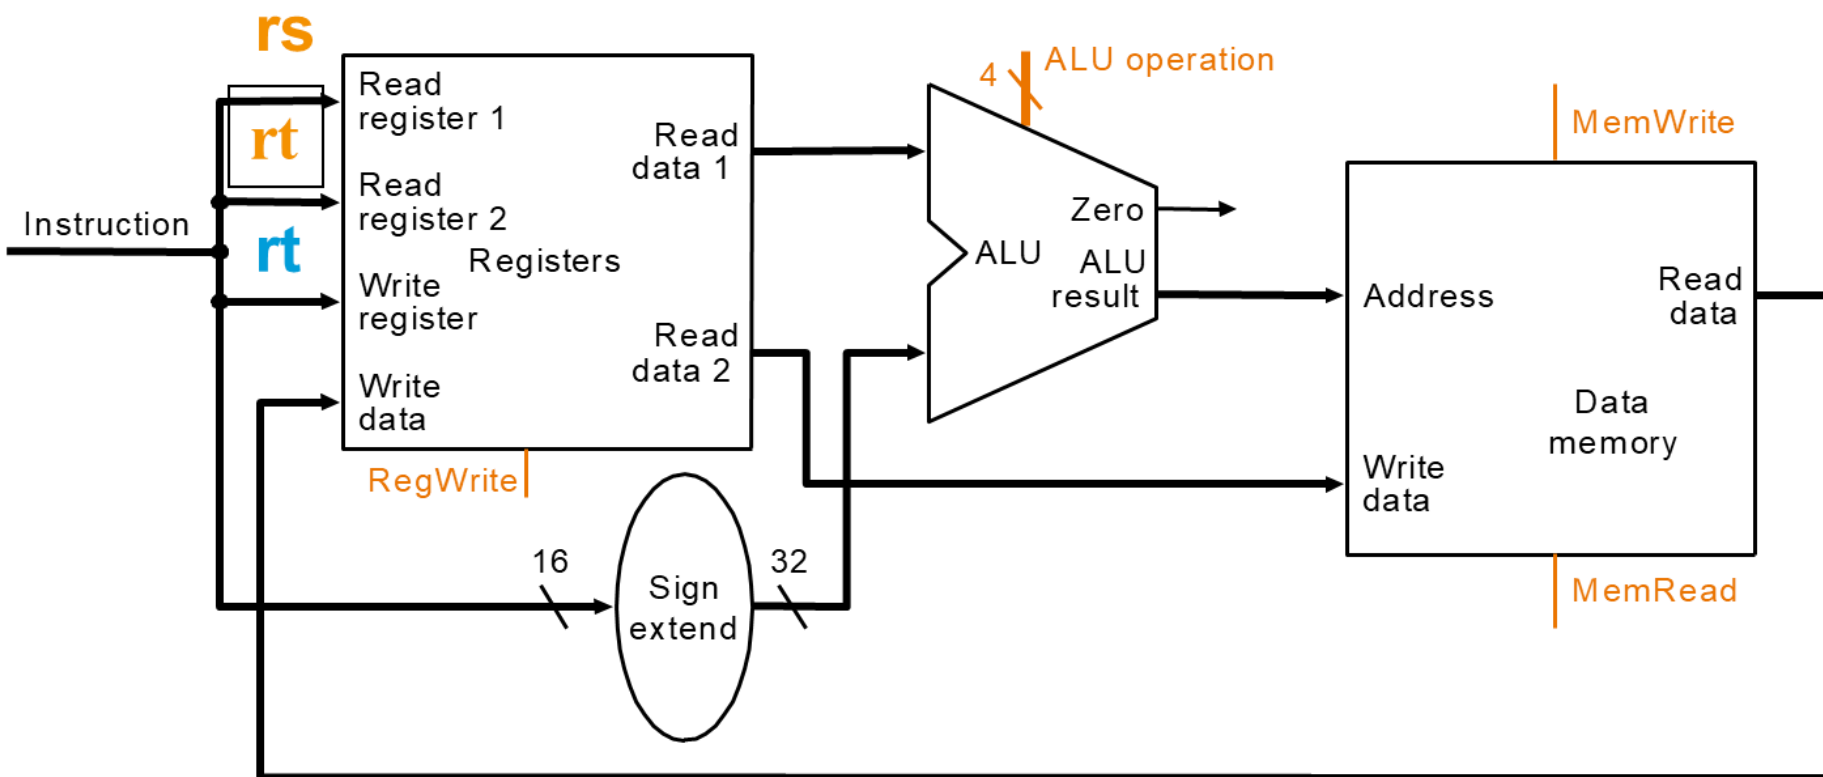 rs
Read
register 1
rt
Read
register 2
Instruction
rt
Registers
Write
register
Write
data
Read
data 1
Read
data 2
RegWrite
16
Sign
extend
32
4
ALU operation
Zero
ALU
ALU
result
MemWrite
Address
Read
data
Data
memory
Write
data
MemRead